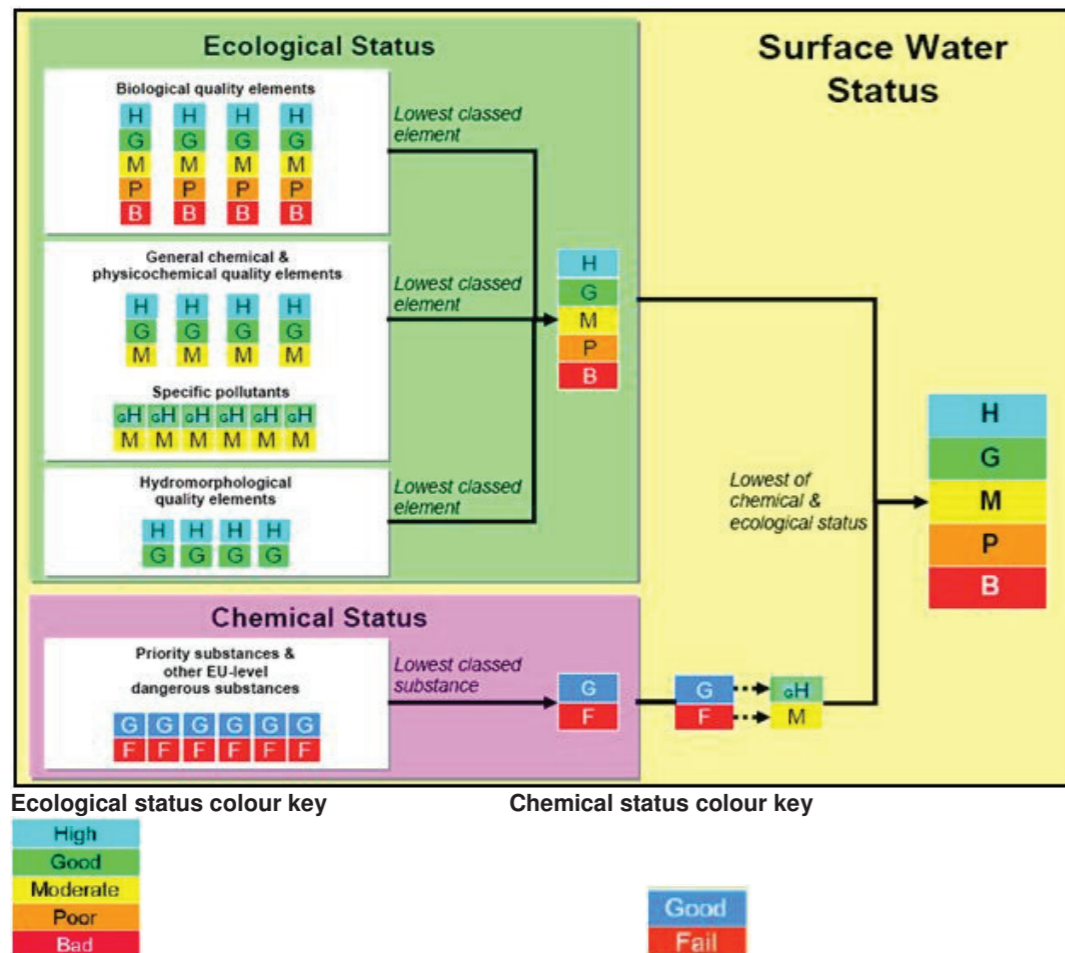 Surface Water
Status
Ecological Status
Biological quality elements
H H H H
G G G G
M M M M
P P P P
B B B B
Lowest classed
element
General chemical &
physicochemical quality elements
H H H H
G G G G
M M M M
Lowest classed
element
Specific pollutants
GH GH GH GH GH GH
M M M M M M
Hydromorphological
quality elements
H H H H
G G G G
Lowest classed
element
H
G
M
P
B
Chemical Status
Priority substances &
other EU-level
dangerous substances
G G G G G G
F F F F F F
Lowest classed
substance
G
F
G
F
GH
M
Lowest of
chemical &
ecological status
H
G
M
P
B
Ecological status colour key
High
Good
Moderate
Poor
Bad
Chemical status colour key
Good
Fail